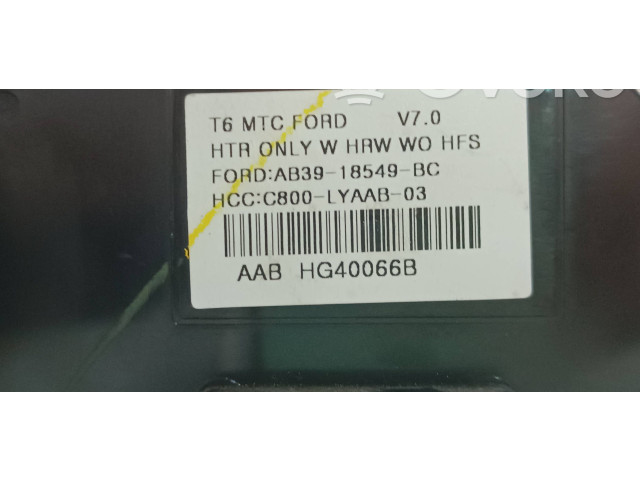 T6 MTC FORD V7.0
HTR ONLY W HRW WO HFS
FORD:AB39-18549-BC
HCC:C800-LYAAB-03
AAB HG40066B